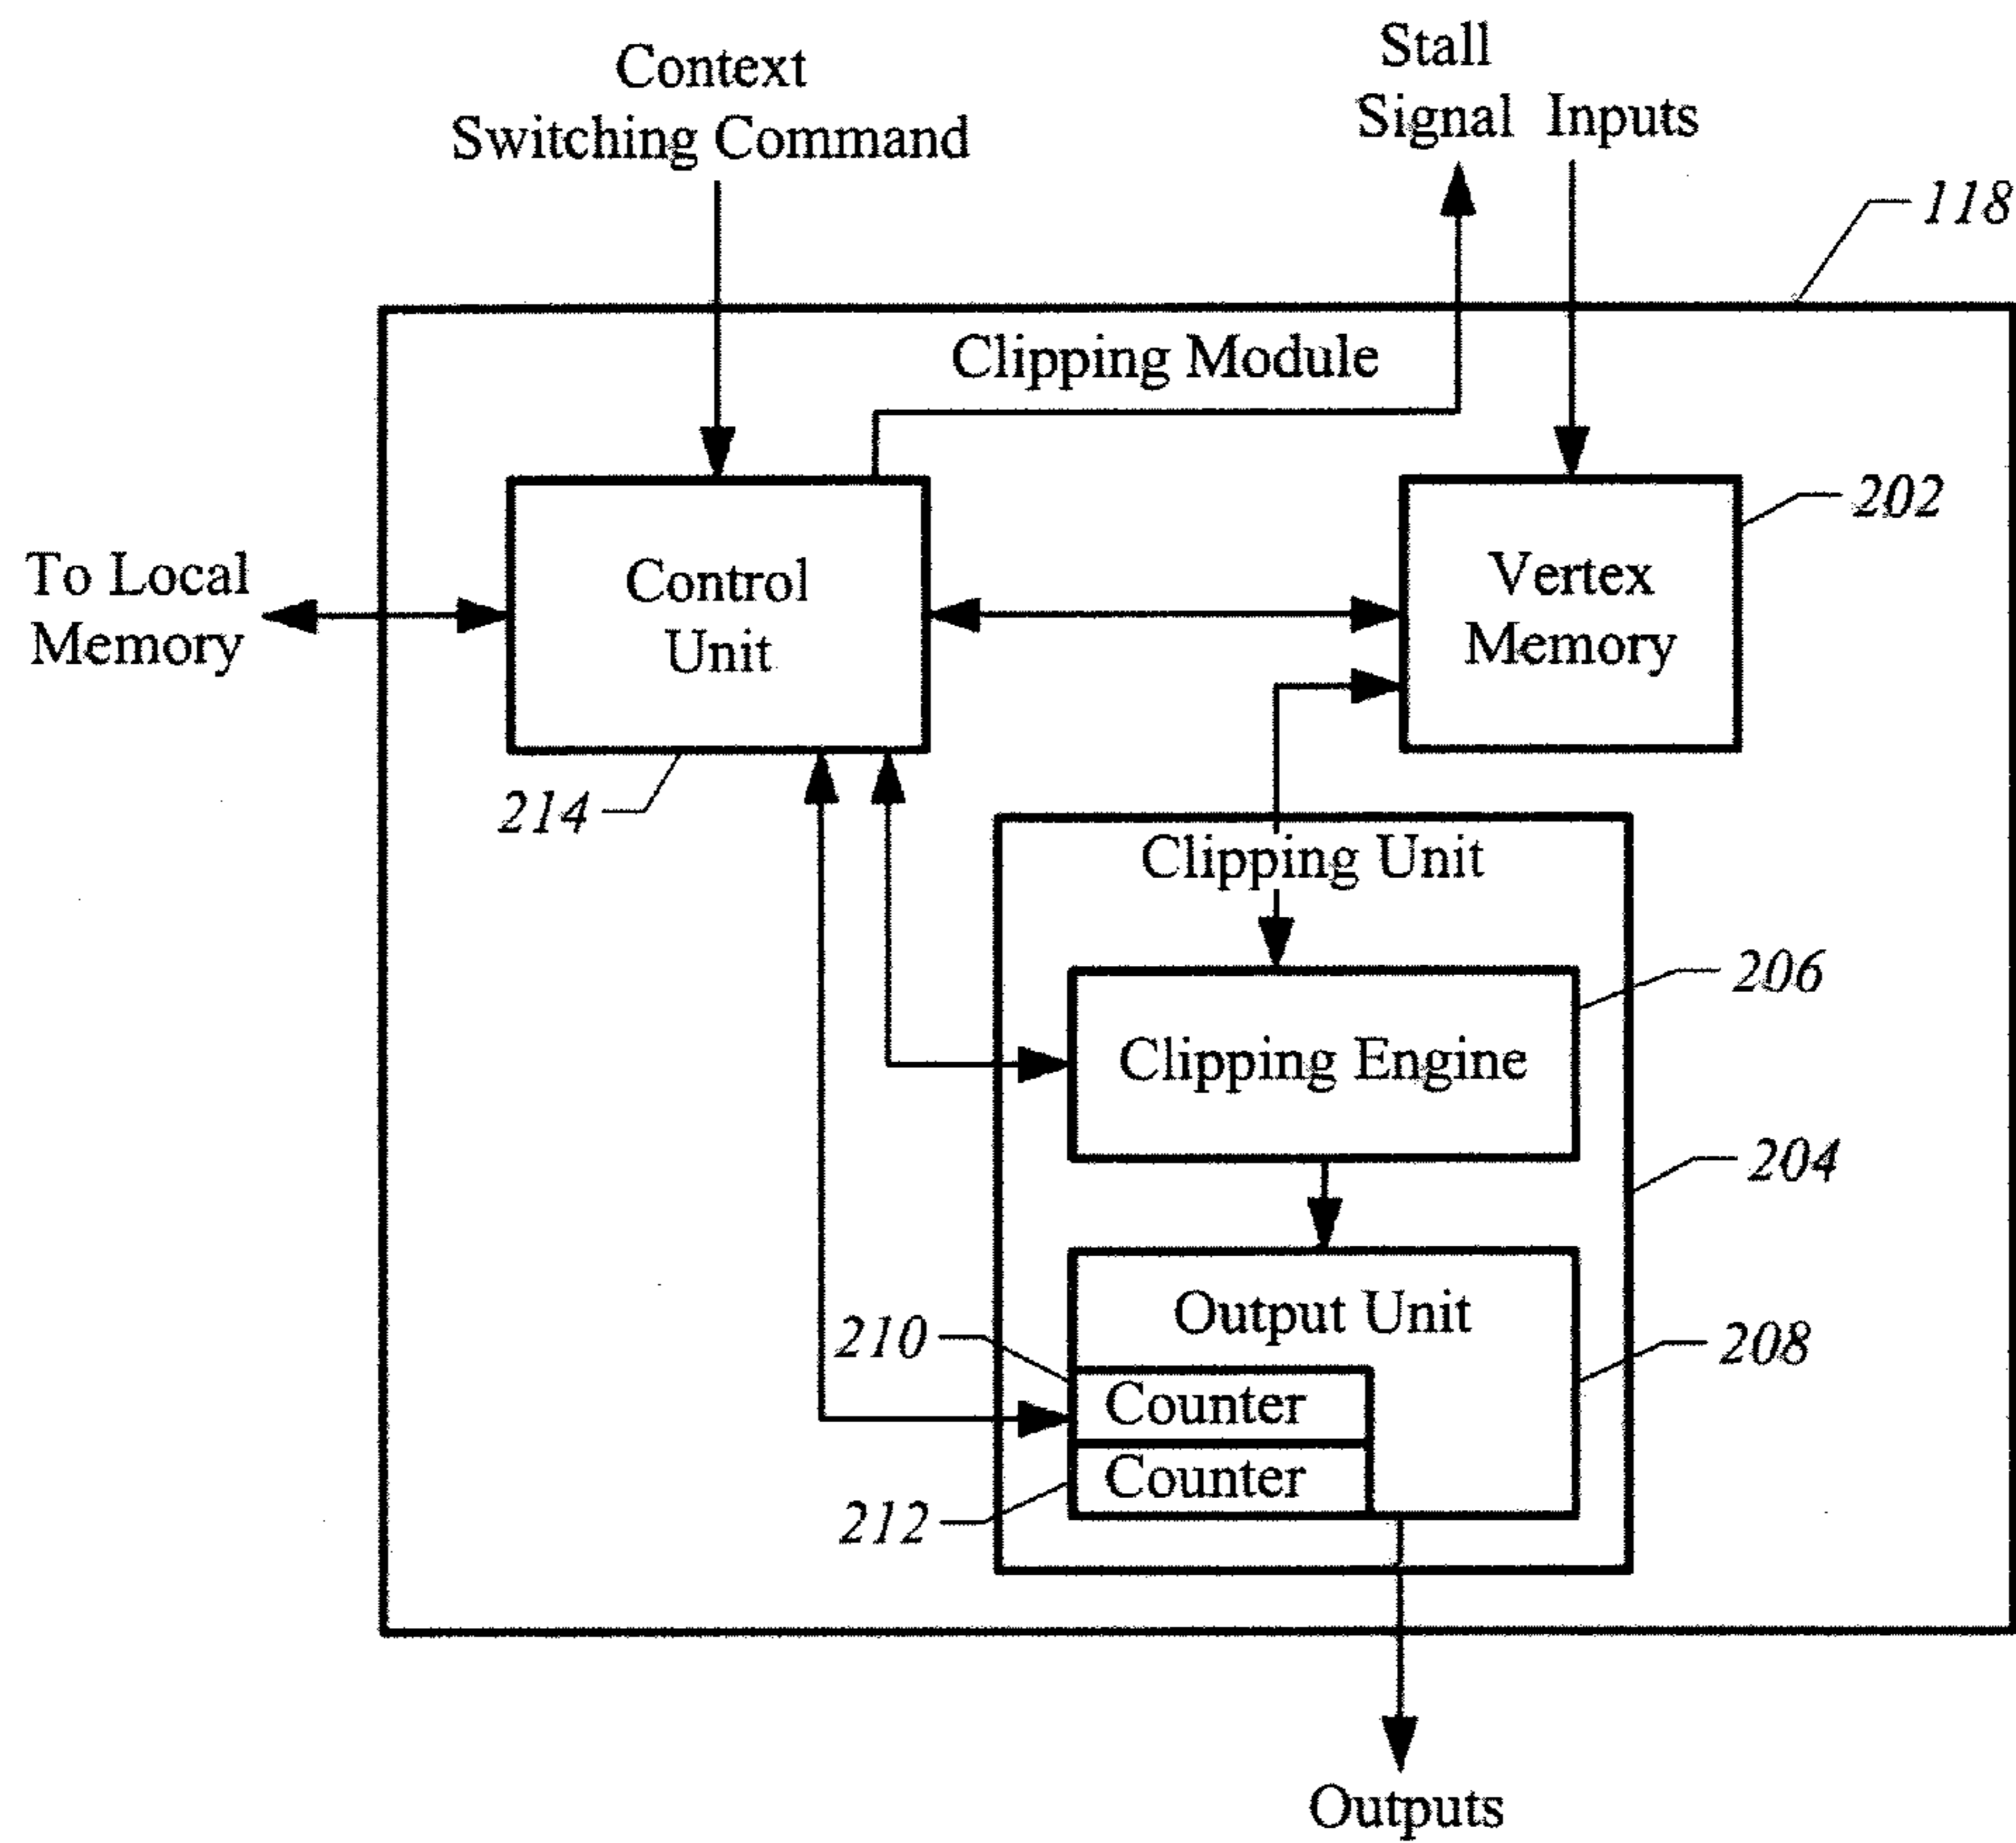 Context
Switching Command
Stall
Signal Inputs
118
Clipping Module
To Local
Memory
Control
Unit
214
Vertex
Memory
202
Clipping Unit
Clipping Engine
206
204
Output Unit
208
210
Counter
Counter
212
Outputs